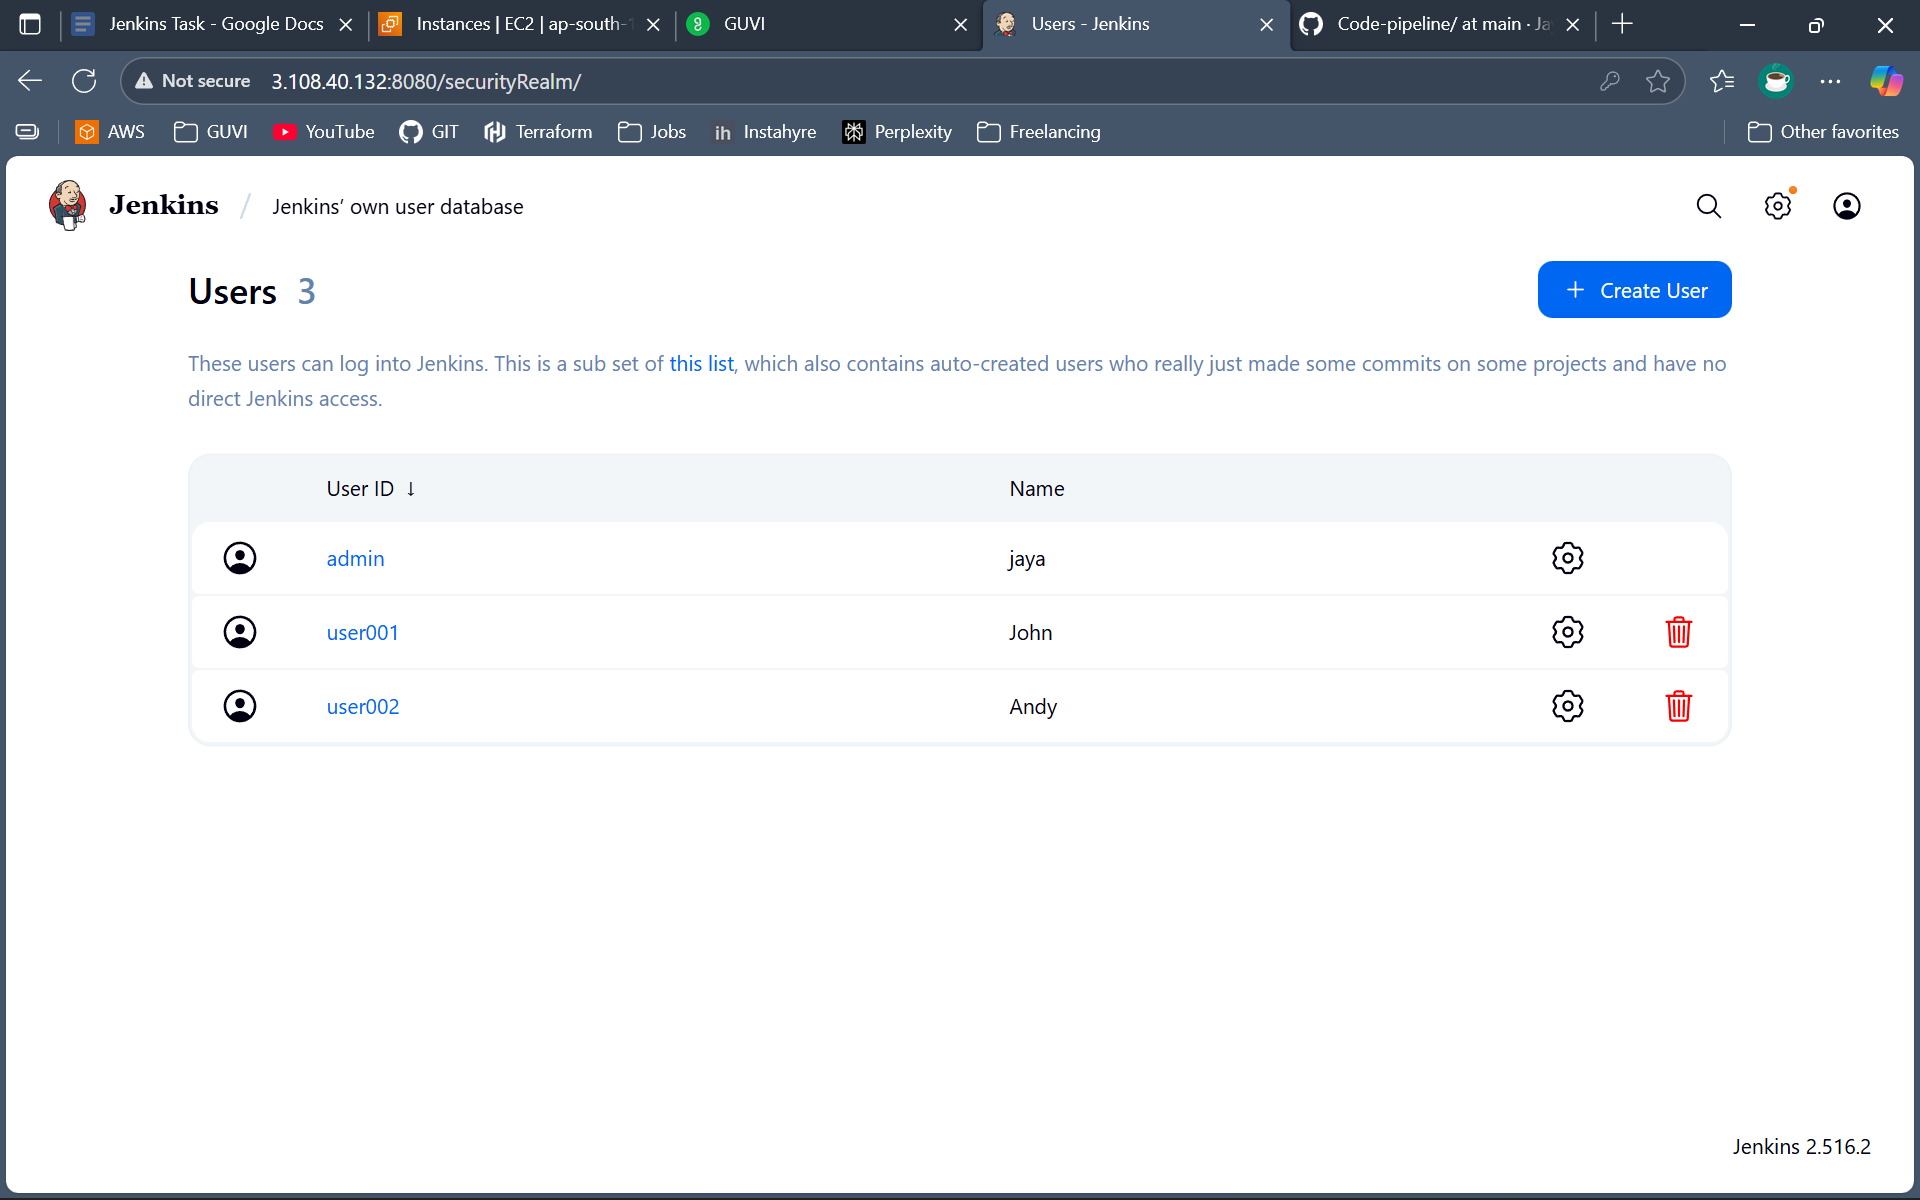 Jenkins Task - Google Docs
Instances | EC2 | ap-south-1
GUVI
Users - Jenkins
Code-pipeline/ at main · Ja
Not secure 3.108.40.132:8080/securityRealm/
AWS GUVI YouTube GIT Terraform Jobs ih Instahyre Perplexity Freelancing Other favorites
Jenkins / Jenkins’ own user database
Users 3
+ Create User
These users can log into Jenkins. This is a sub set of this list, which also contains auto-created users who really just made some commits on some projects and have no
direct Jenkins access.
User ID ↓ Name
admin jaya
user001 John
user002 Andy
Jenkins 2.516.2